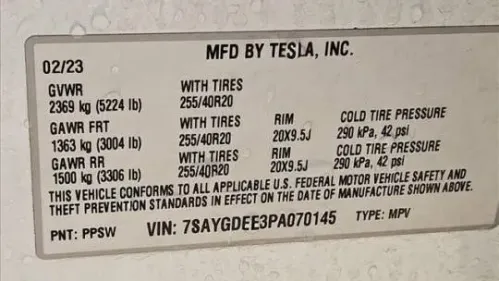 MFD BY TESLA, INC.
02/23
GVWR WITH TIRES
2369 kg (5224 lb) 255/40R20
GAWR FRT WITH TIRES RIM COLD TIRE PRESSURE
1363 kg (3004 lb) 255/40R20 20X9.5J 290 kPa, 42 psi
GAWR RR WITH TIRES RIM COLD TIRE PRESSURE
1500 kg (3306 lb) 255/40R20 20X9.5J 290 kPa, 42 psi
THIS VEHICLE CONFORMS TO ALL APPLICABLE U.S. FEDERAL MOTOR VEHICLE SAFETY AND
THEFT PREVENTION STANDARDS IN EFFECT ON THE DATE OF MANUFACTURE SHOWN ABOVE.
PNT: PPSW VIN: 7SAYGDEE3PA070145 TYPE: MPV